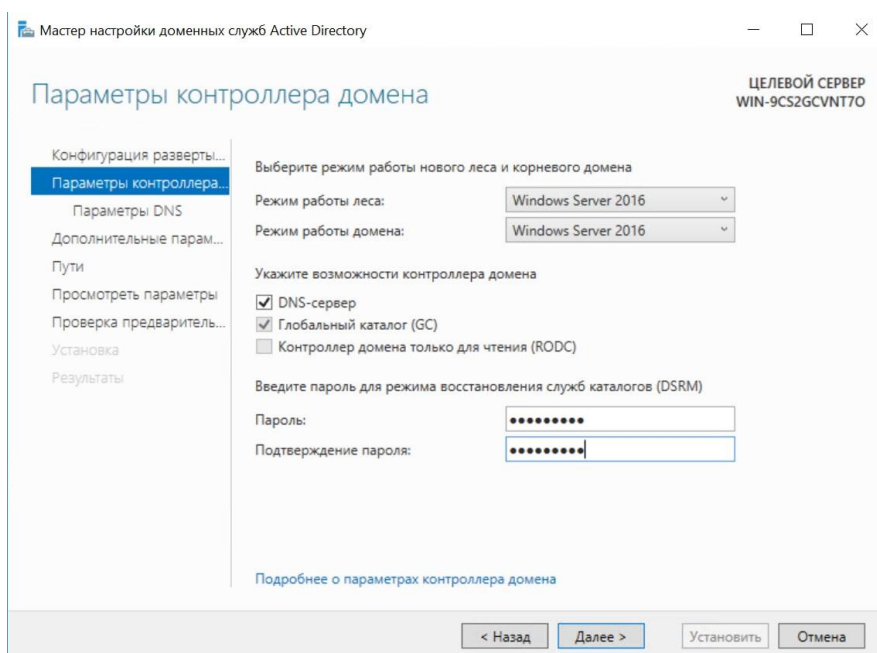 Мастер настройки доменных служб Active Directory
Параметры контроллера домена
ЦЕЛЕВОЙ СЕРВЕР
WIN-9CS2GCVNT7O
Конфигурация разверты...
Параметры контроллера...
Параметры DNS
Дополнительные парам...
Пути
Просмотреть параметры
Проверка предваритель...
Установка
Результаты
Выберите режим работы нового леса и корневого домена
Режим работы леса: Windows Server 2016
Режим работы домена: Windows Server 2016
Укажите возможности контроллера домена
DNS-сервер
Глобальный каталог (GC)
Контроллер домена только для чтения (RODC)
Введите пароль для режима восстановления служб каталогов (DSRM)
Пароль: •••••••••
Подтверждение пароля: •••••••••
Подробнее о параметрах контроллера домена
< Назад Далее > Установить Отмена